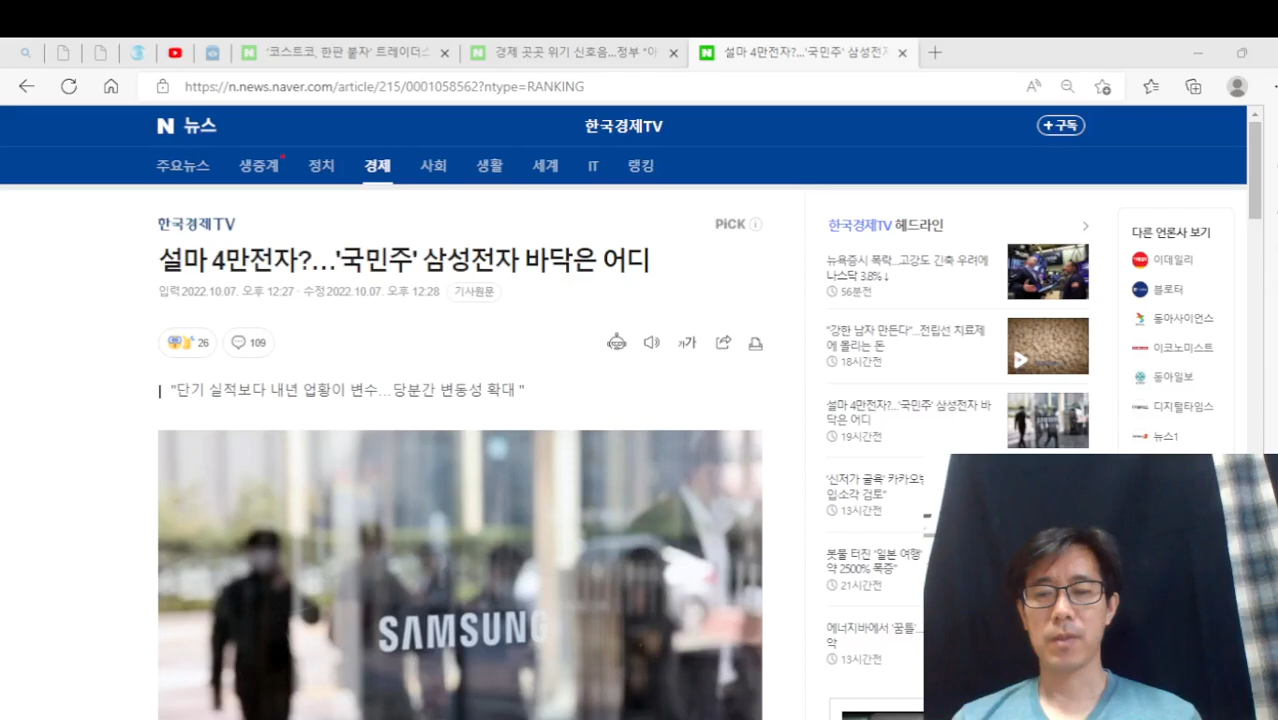 '코스트코, 한판 붙자' 트레이더스
경제 곳곳 위기 신호음...정부 "아
설마 4만전자?...'국민주' 삼성전자
https://n.news.naver.com/article/215/0001058562?ntype=RANKING
N 뉴스
한국경제TV
+구독
주요뉴스 생중계 정치 경제 사회 생활 세계 IT 랭킹
한국경제TV
PiCK
설마 4만전자?...'국민주' 삼성전자 바닥은 어디
입력2022.10.07. 오후 12:27 · 수정2022.10.07. 오후 12:28 기사원문
26 109
가가
"단기 실적보다 내년 업황이 변수...당분간 변동성 확대 "
SAMSUNG
한국경제TV 헤드라인
뉴욕증시 폭락...고강도 긴축 우려에
나스닥 3.8%↓
56분전
"강한 남자 만든다"...전립선 치료제
에 몰리는 돈
18시간전
설마 4만전자?...'국민주' 삼성전자 바
닥은 어디
19시간전
'신저가 굴욕' 카카오뱅
입소각 검토"
13시간전
봇물 터진 '일본 여행'
약 2500% 폭증"
21시간전
에너지바에서 '꿈틀'...
약
13시간전
다른 언론사 보기
이데일리
블로터
동아사이언스
이코노미스트
동아일보
디지털타임스
뉴스1